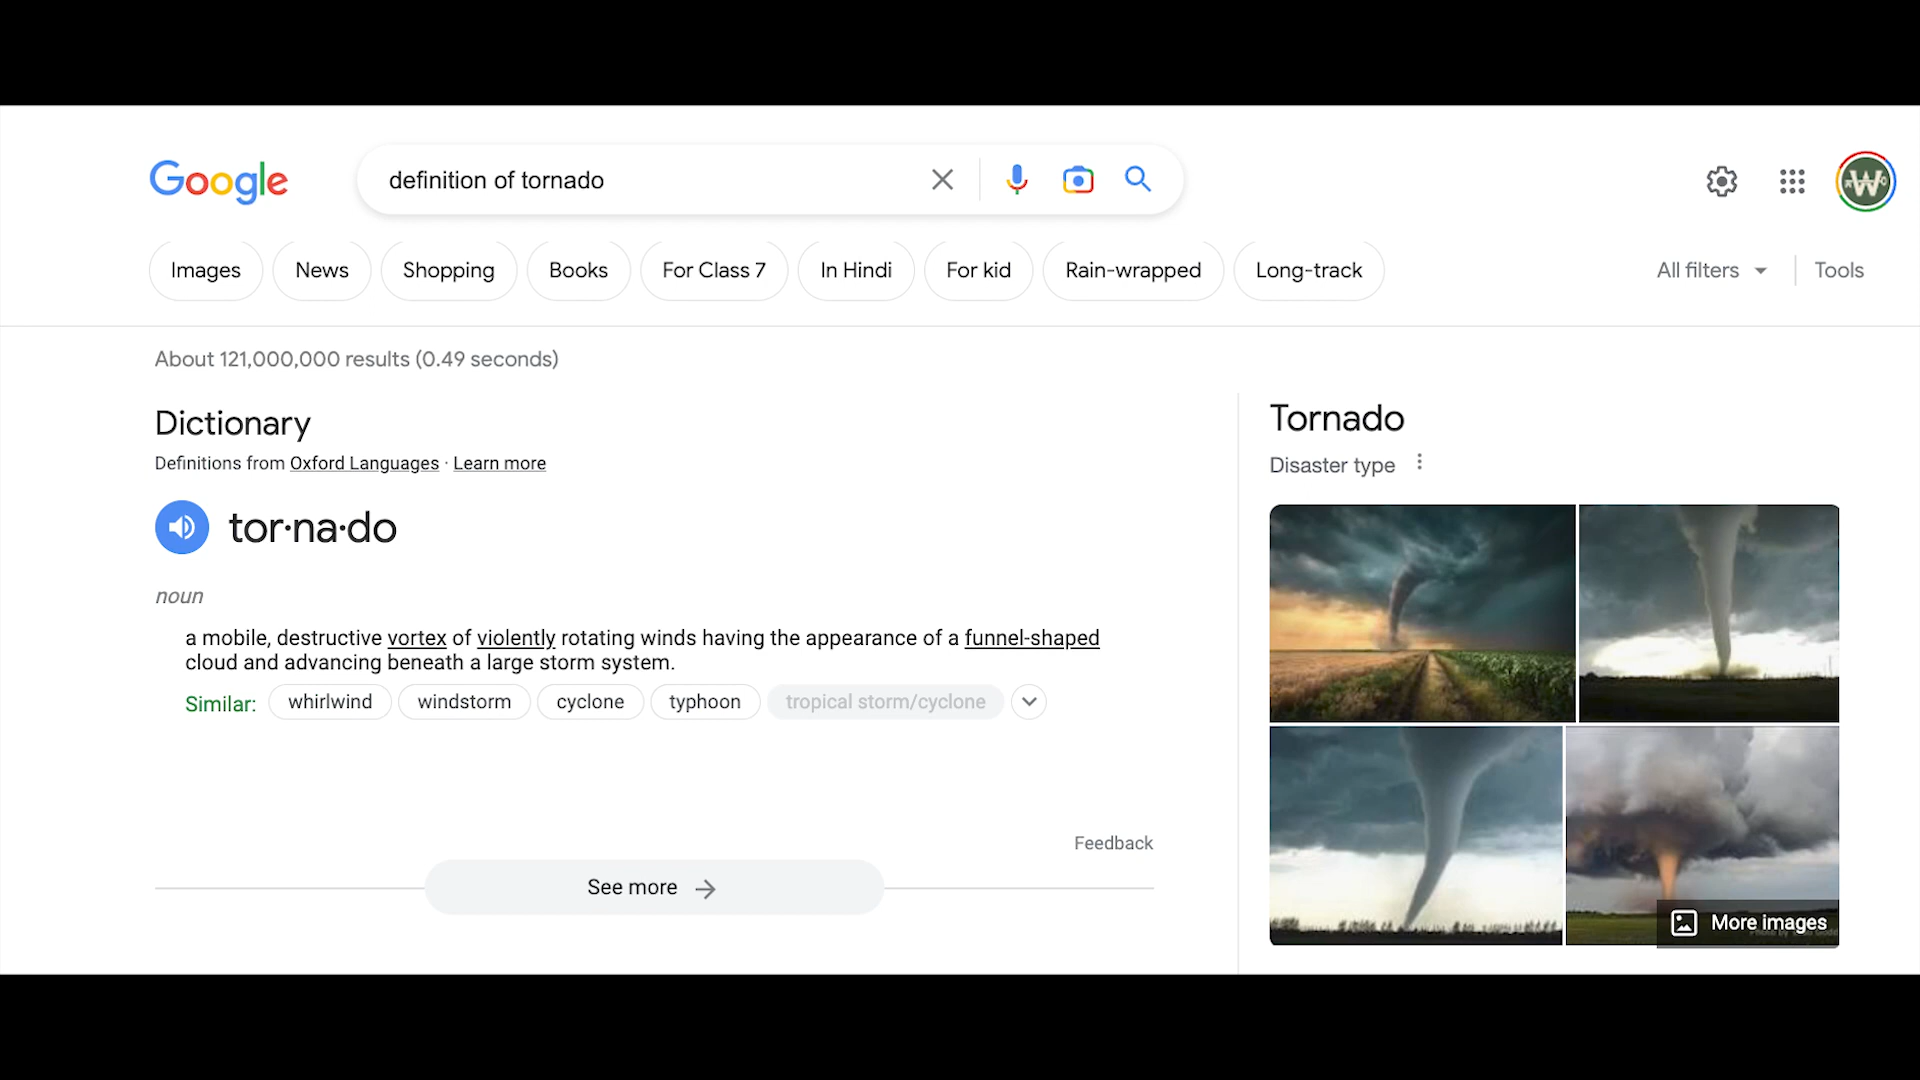 Google
definition of tornado
Images
News
Shopping
Books
For Class 7
In Hindi
For kid
Rain-wrapped
Long-track
All filters
Tools
About 121,000,000 results (0.49 seconds)
Dictionary
Definitions from Oxford Languages · Learn more
tor·na·do
noun
a mobile, destructive vortex of violently rotating winds having the appearance of a funnel-shaped
cloud and advancing beneath a large storm system.
Similar: whirlwind windstorm cyclone typhoon tropical storm/cyclone
Feedback
See more
Tornado
Disaster type
More images